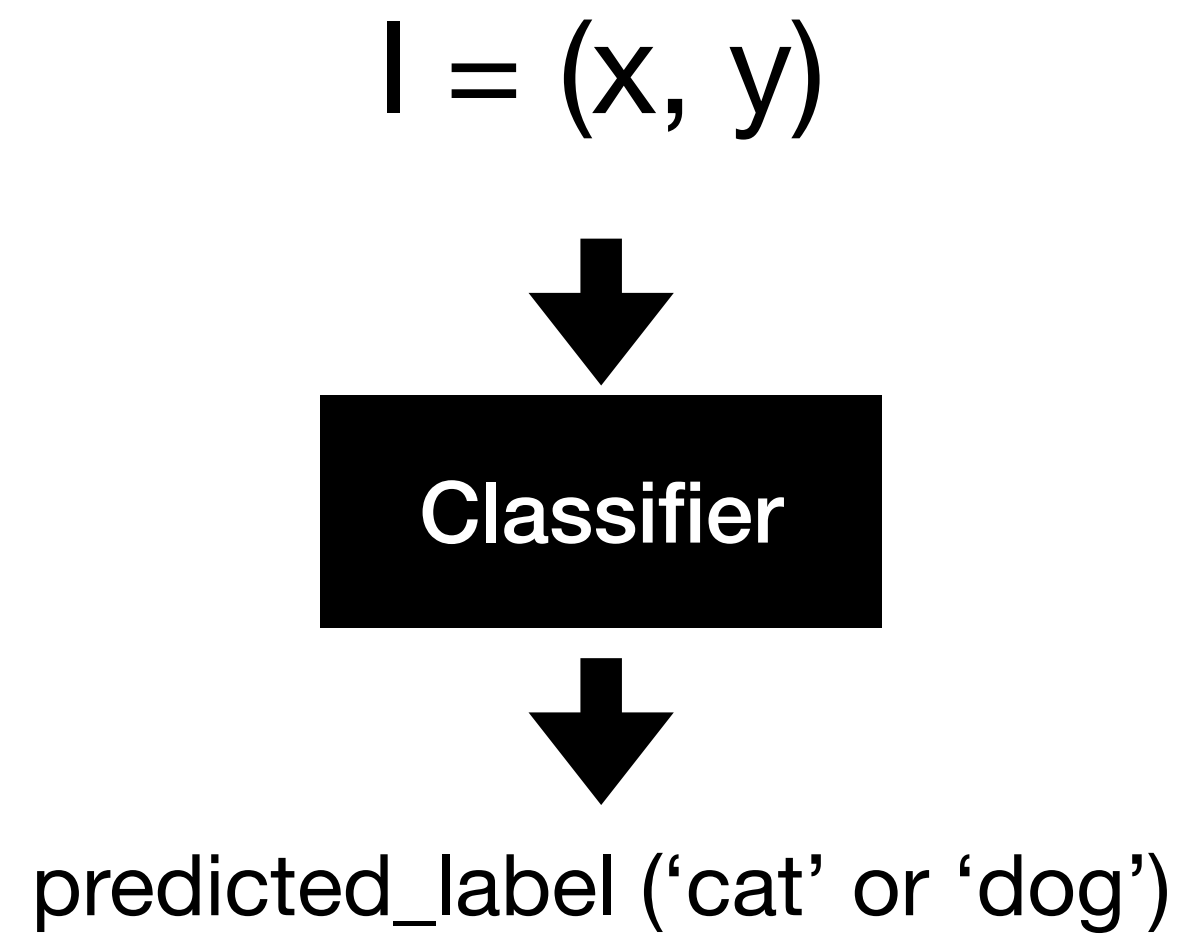 I = (x, y)
Classifier
predicted_label (‘cat’ or ‘dog’)